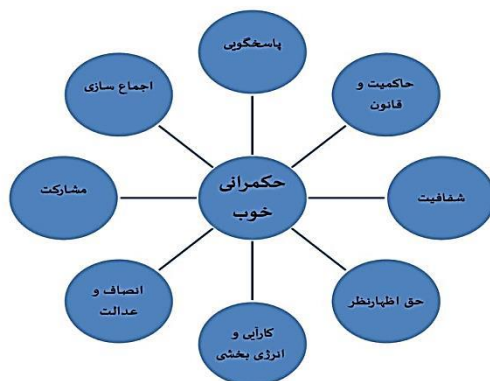 پاسخگویی
حاکمیت و
قانون
شفافیت
حق اظهارنظر
کارآیی و
انرژی بخشی
انصاف و
عدالت
مشارکت
اجماع سازی
حکمرانی
خوب